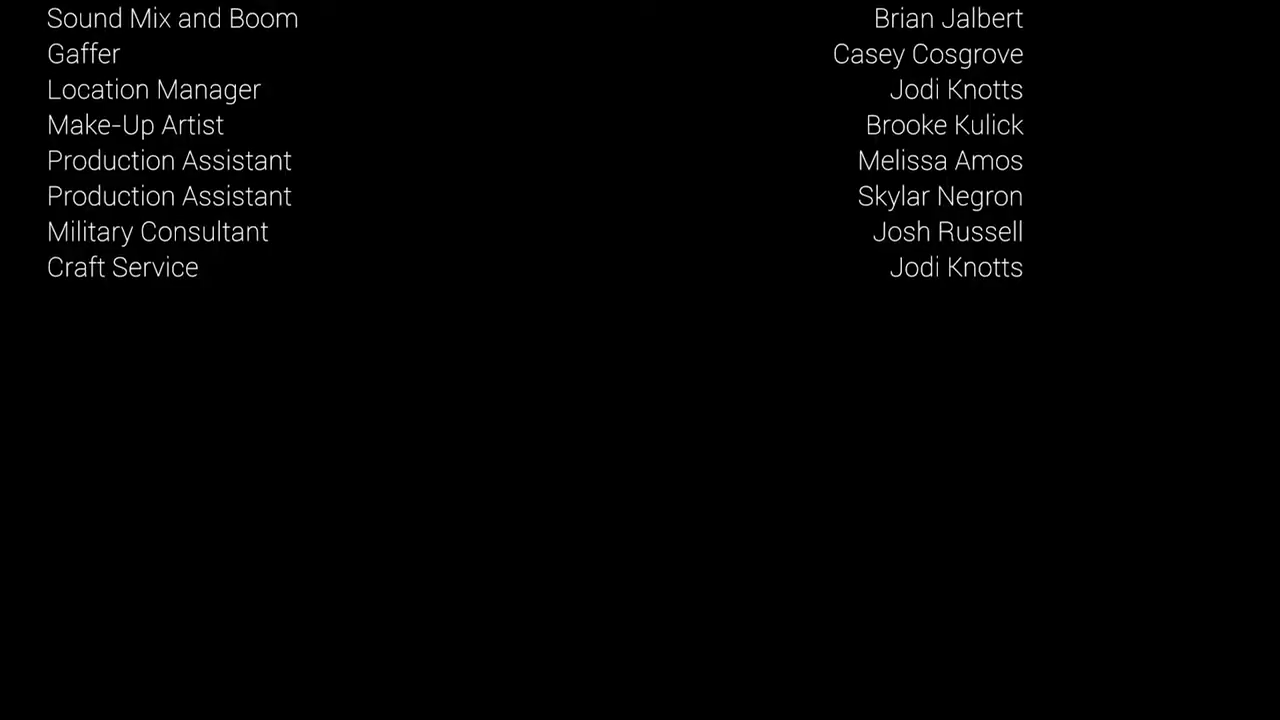 Sound Mix and Boom Brian Jalbert
Gaffer Casey Cosgrove
Location Manager Jodi Knotts
Make-Up Artist Brooke Kulick
Production Assistant Melissa Amos
Production Assistant Skylar Negron
Military Consultant Josh Russell
Craft Service Jodi Knotts